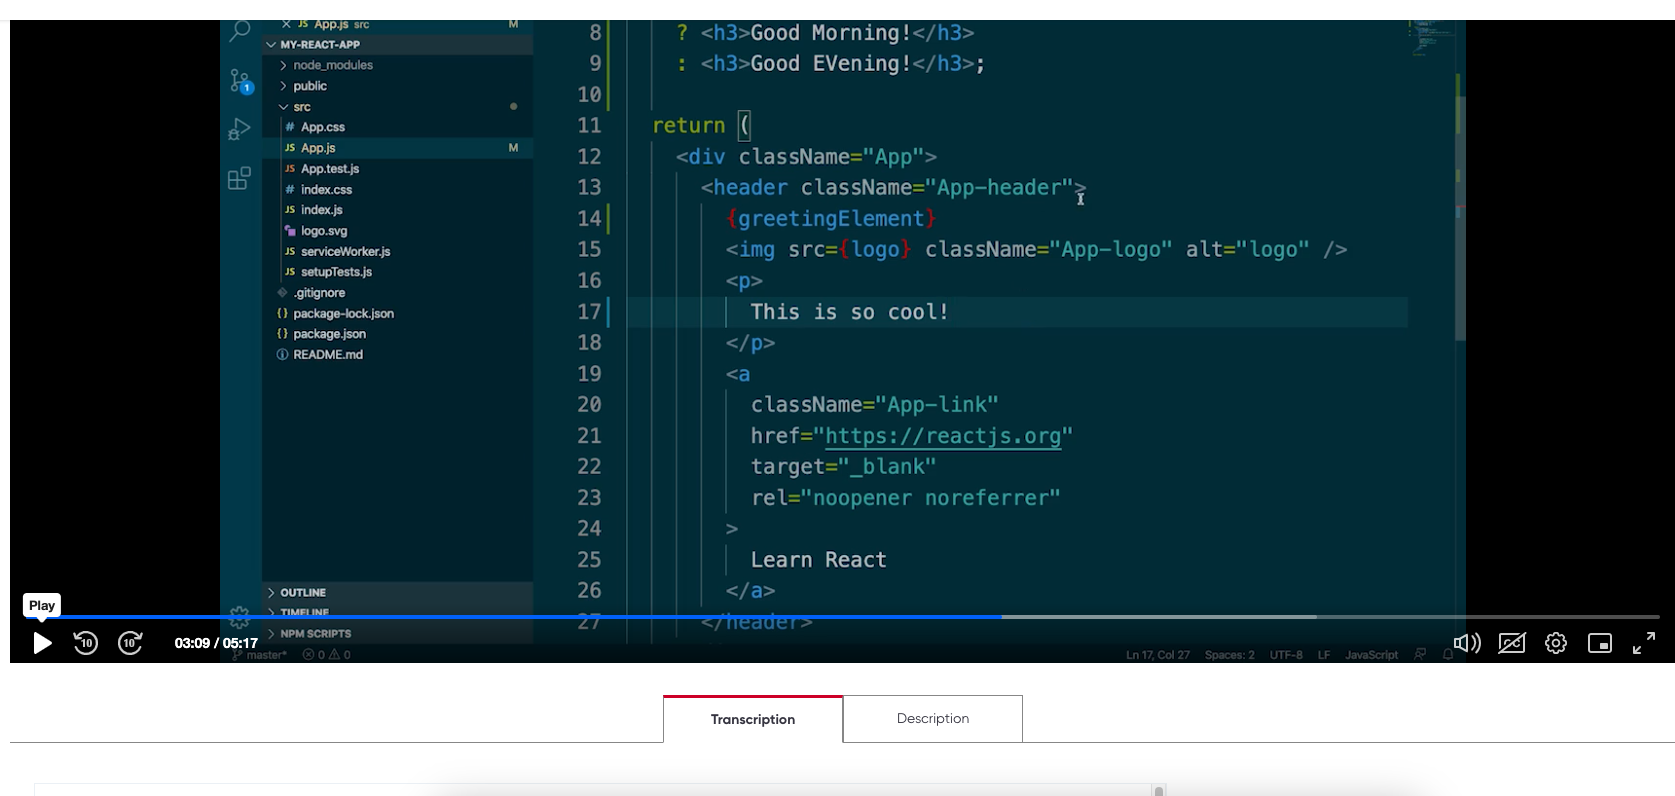 App.js src M
MY-REACT-APP
node_modules
public
src
# App.css
JS App.js M
JS App.test.js
# index.css
JS index.js
logo.svg
JS serviceWorker.js
JS setupTests.js
.gitignore
{} package-lock.json
{} package.json
README.md
OUTLINE
TIMELINE
NPM SCRIPTS
1
8 ? <h3>Good Morning!</h3>
9 : <h3>Good EVening!</h3>;
10
11 return (
12 <div className="App">
13 <header className="App-header">
14 {greetingElement}
15 <img src={logo} className="App-logo" alt="logo" />
16 <p>
17 This is so cool!
18 </p>
19 <a
20 className="App-link"
21 href="https://reactjs.org"
22 target="_blank"
23 rel="noopener noreferrer"
24 >
25 Learn React
26 </a>
27 </header>
Play
10 10 03:09 / 05:17
master* 0 0 Ln 17, Col 27 Spaces: 2 UTF-8 LF JavaScript
Transcription Description